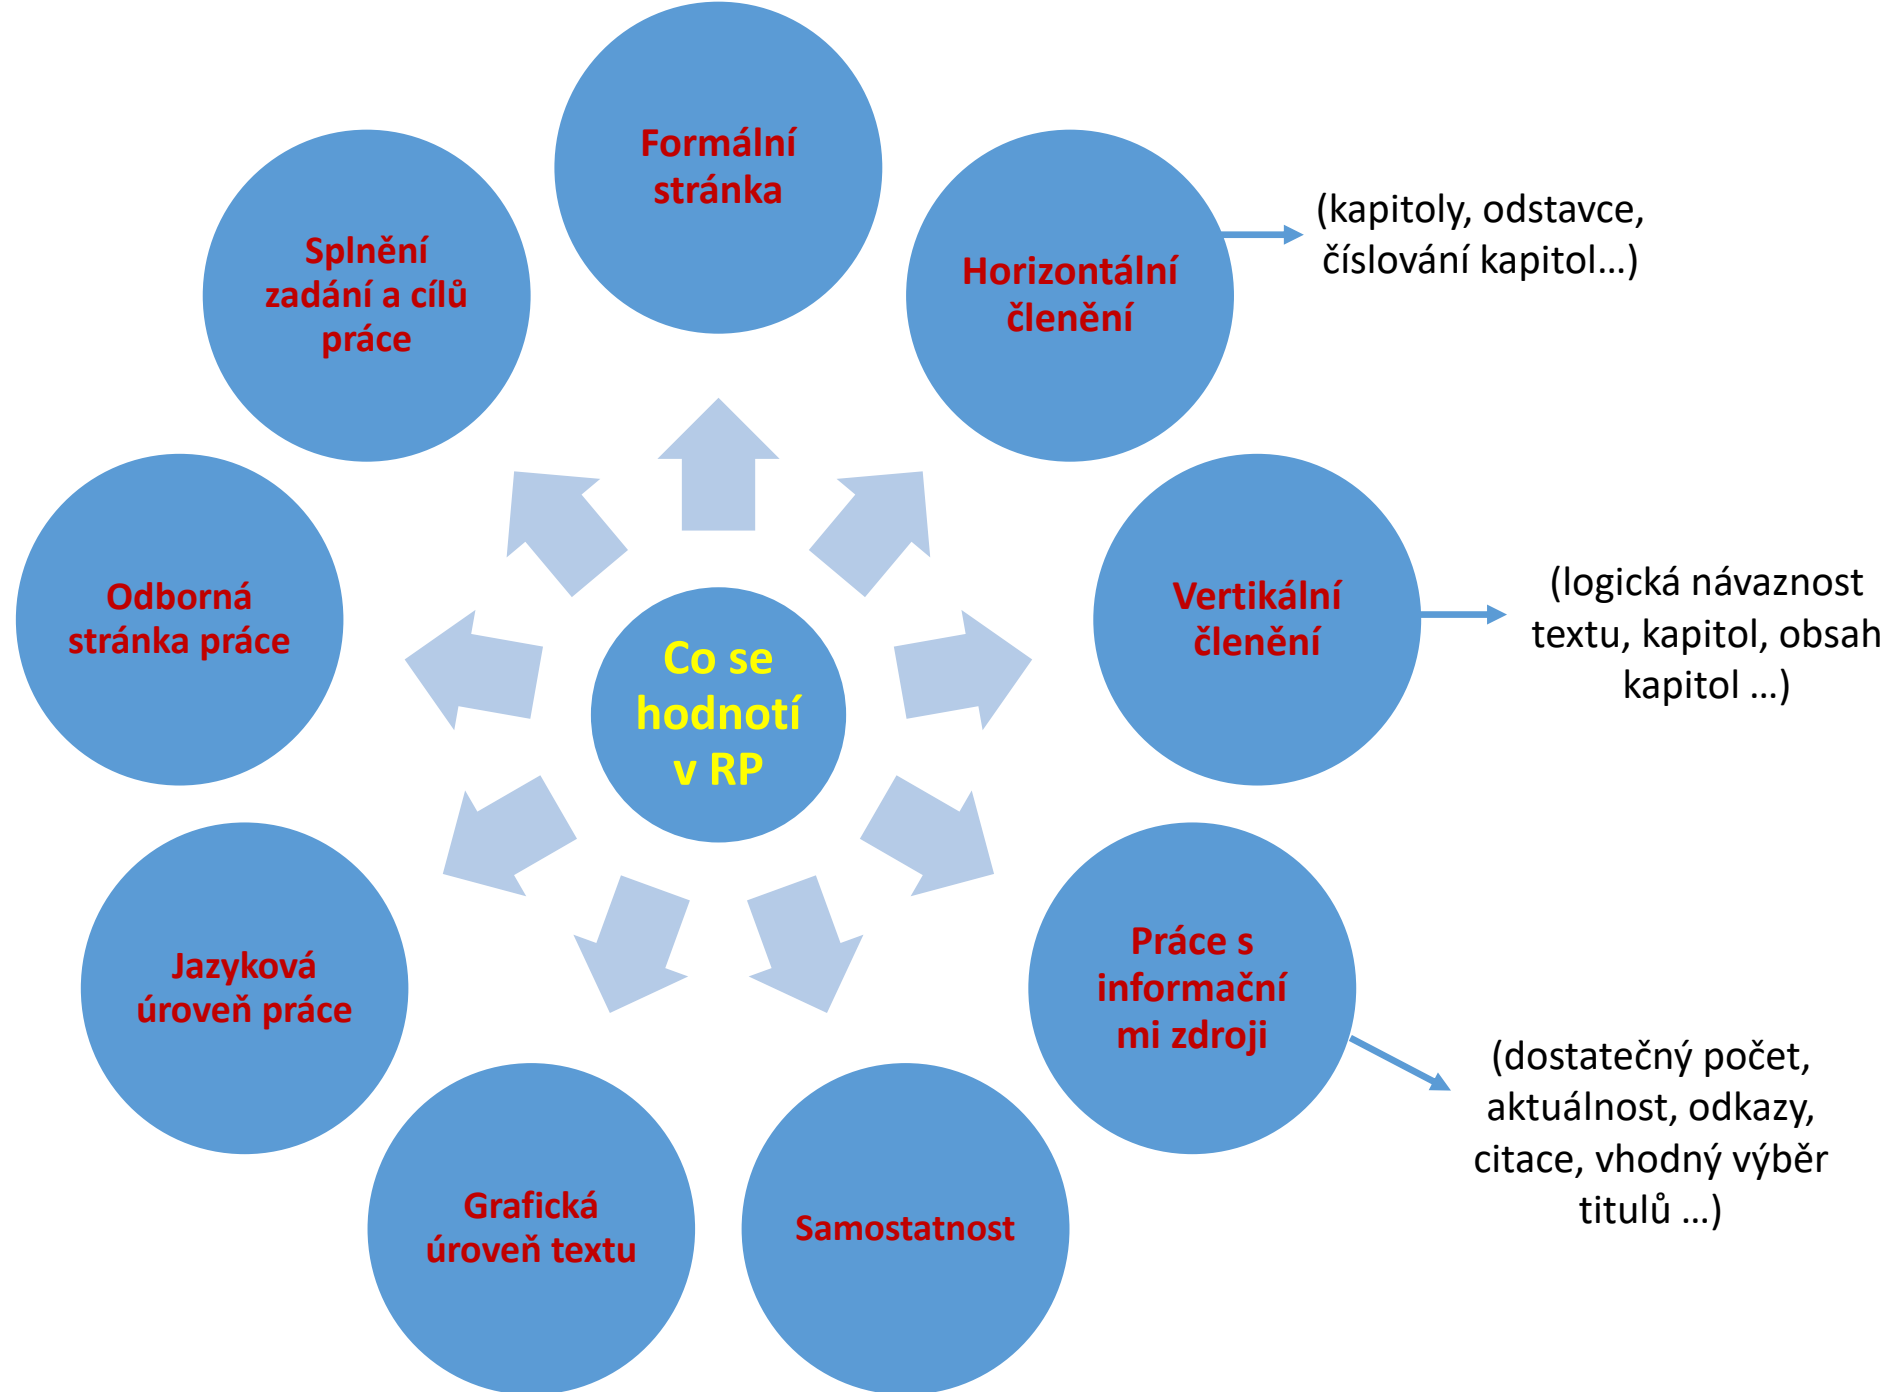 Formální
stránka
Horizontální
členění
(kapitoly, odstavce,
číslování kapitol…)
Vertikální
členění
(logická návaznost
textu, kapitol, obsah
kapitol …)
Práce s
informační
mi zdroji
(dostatečný počet,
aktuálnost, odkazy,
citace, vhodný výběr
titulů …)
Samostatnost
Grafická
úroveň textu
Jazyková
úroveň práce
Odborná
stránka práce
Splnění
zadání a cílů
práce
Co se
hodnotí
v RP